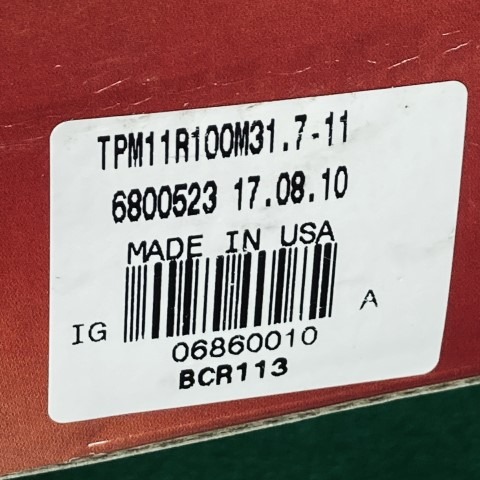 TPM11R100M31.7-11
6800523 17.08.10
MADE IN USA
IG A
06860010
BCR113